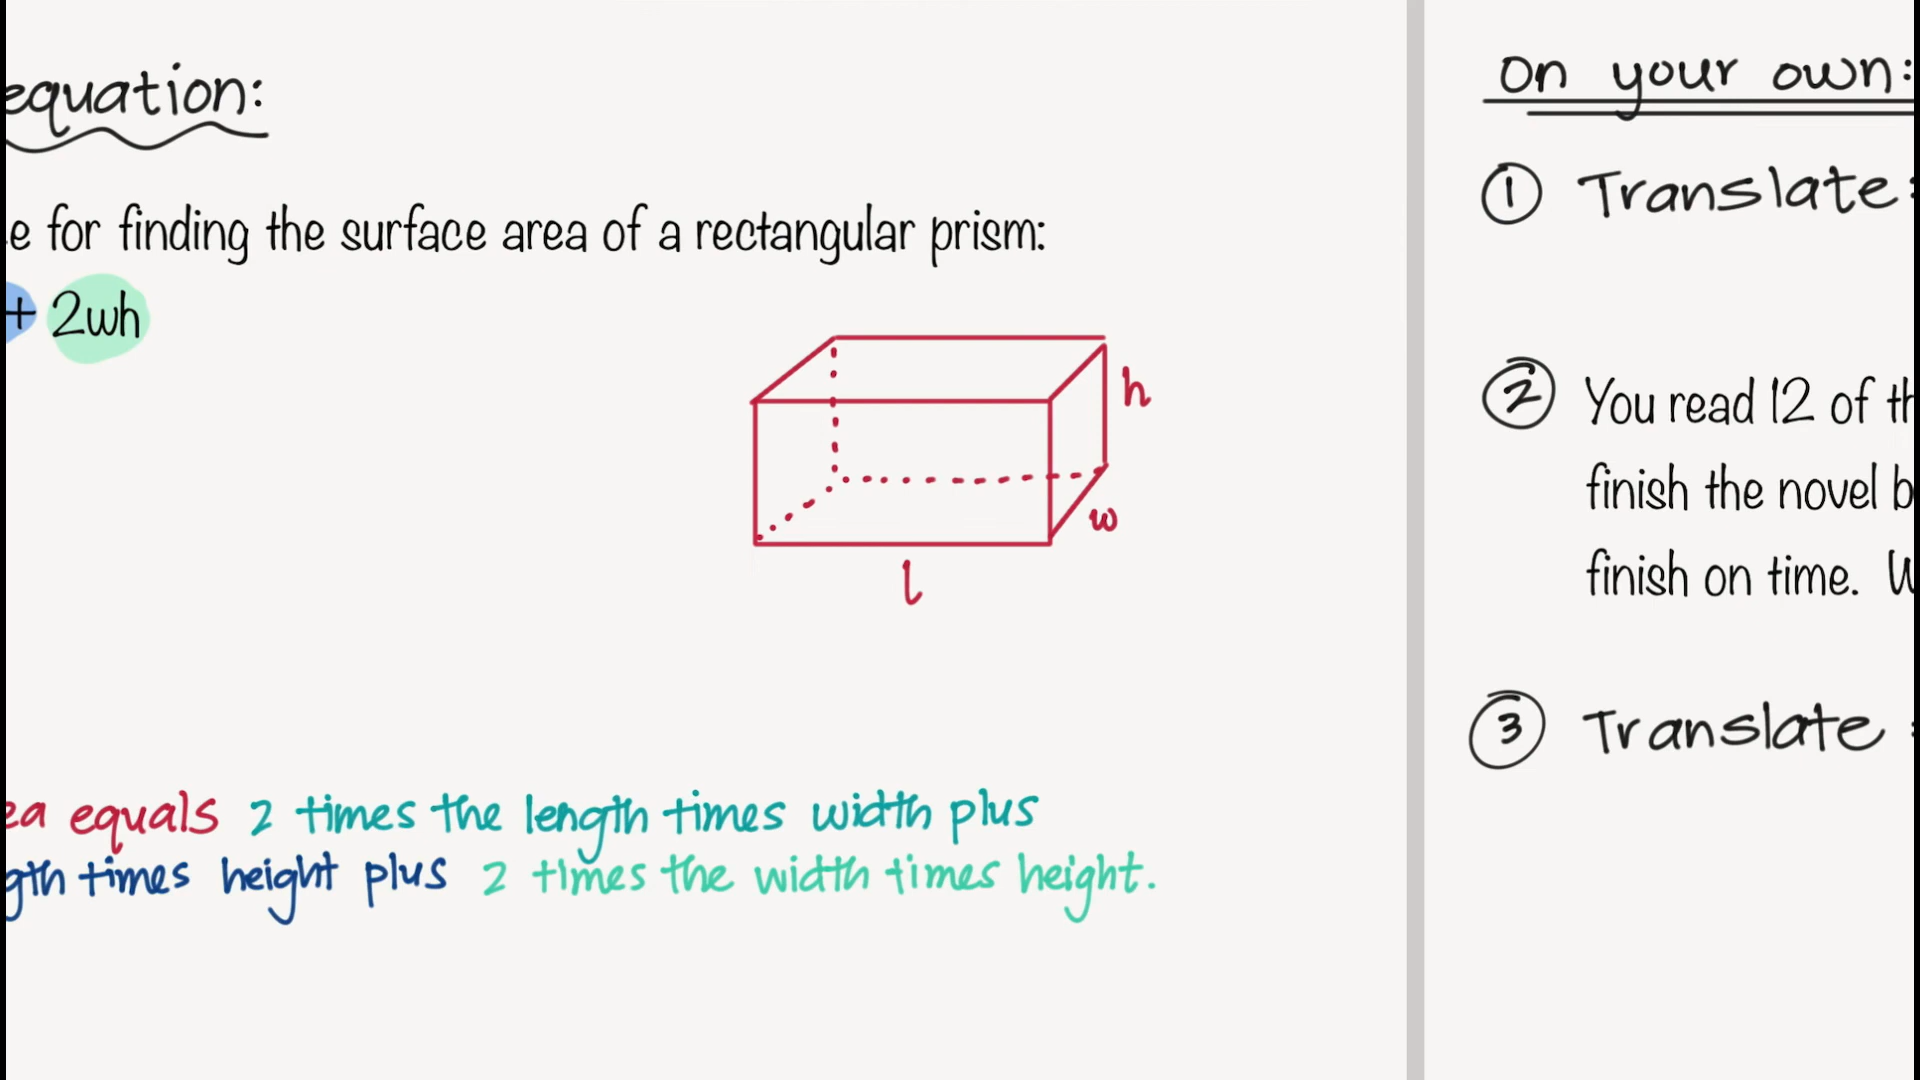 equation:
e for finding the surface area of a rectangular prism:
+ 2wh
h
w
l
ea equals 2 times the length times width plus
gth times height plus 2 times the width times height.
On your own:
1 Translate:
2 You read 12 of th
finish the novel b
finish on time. W
3 Translate :